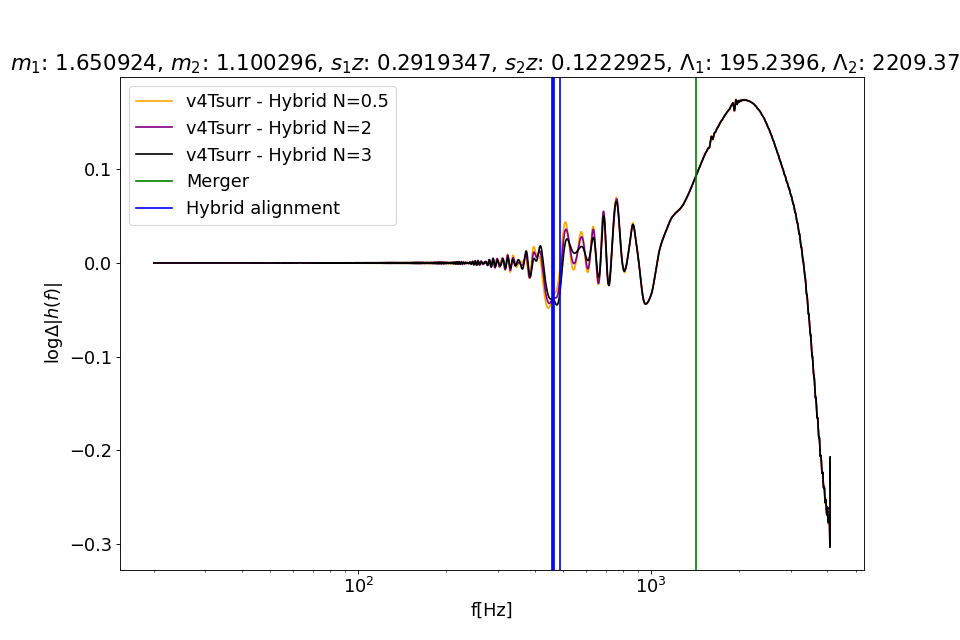 m₁: 1.650924, m₂: 1.100296, s₁z: 0.2919347, s₂z: 0.1222925, Λ₁: 195.2396, Λ₂: 2209.37
v4Tsurr - Hybrid N=0.5
v4Tsurr - Hybrid N=2
v4Tsurr - Hybrid N=3
Merger
Hybrid alignment
logΔ|h(f)|
0.1
0.0
−0.1
−0.2
−0.3
10²
10³
f[Hz]